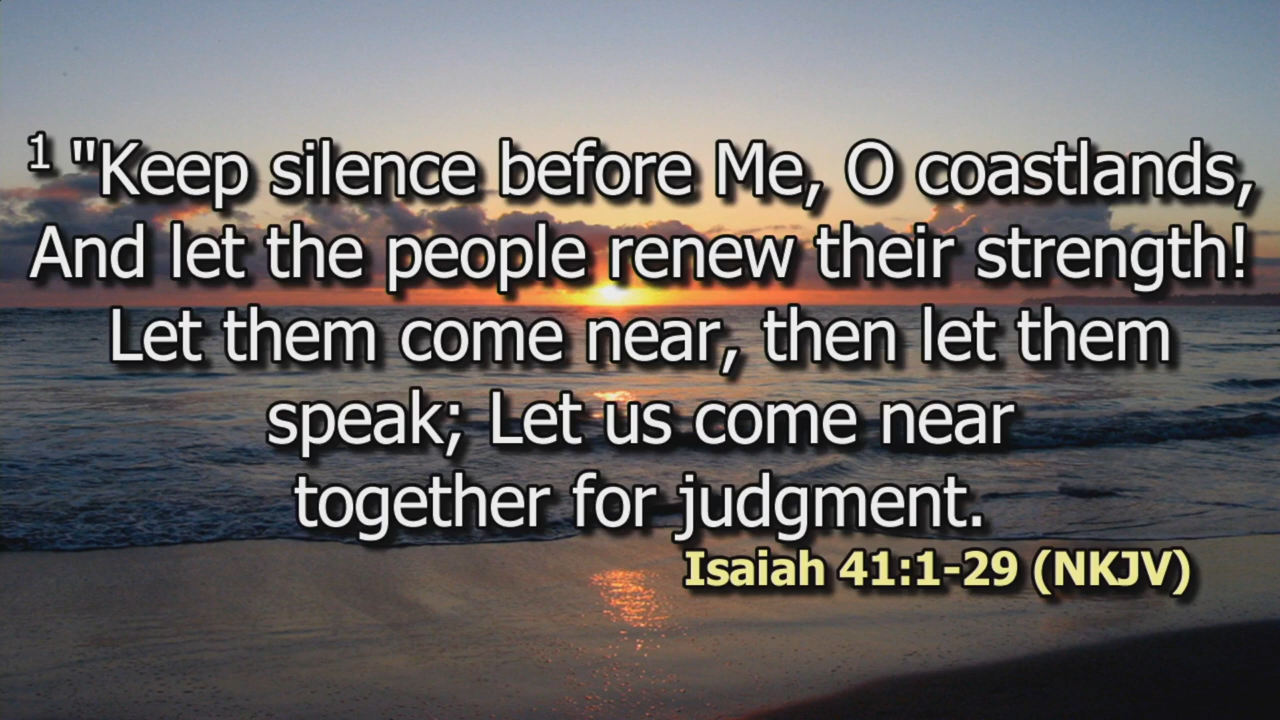 1 "Keep silence before Me, O coastlands,
And let the people renew their strength!
Let them come near, then let them
speak; Let us come near
together for judgment.
Isaiah 41:1-29 (NKJV)